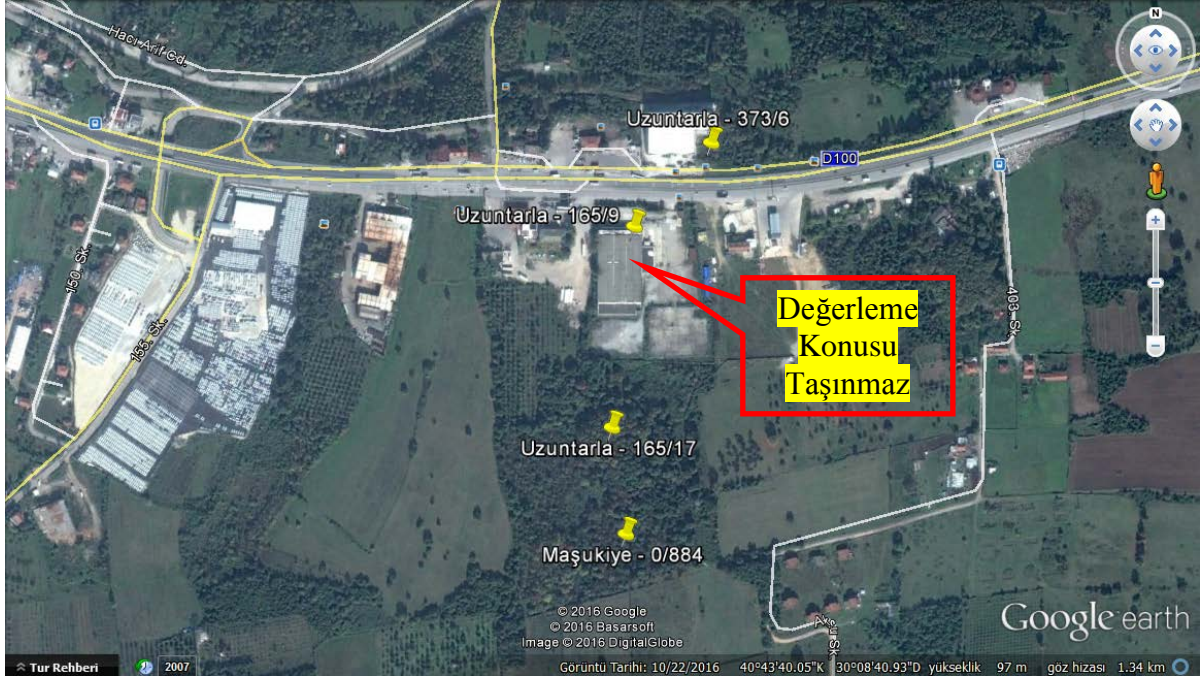 N
Hacı Arif Cd.
Uzuntarla - 373/6
D100
Uzuntarla - 165/9
150. Sk.
155. Sk.
403. Sk.
Değerleme
Konusu
Taşınmaz
Uzuntarla - 165/17
Maşukiye - 0/884
© 2016 Google
© 2016 Basarsoft
Image © 2016 DigitalGlobe
Google earth
Tur Rehberi
2007
Görüntü Tarihi: 10/22/2016 40°43'40.05"K 30°08'40.93"D yükseklik 97 m göz hizası 1.34 km